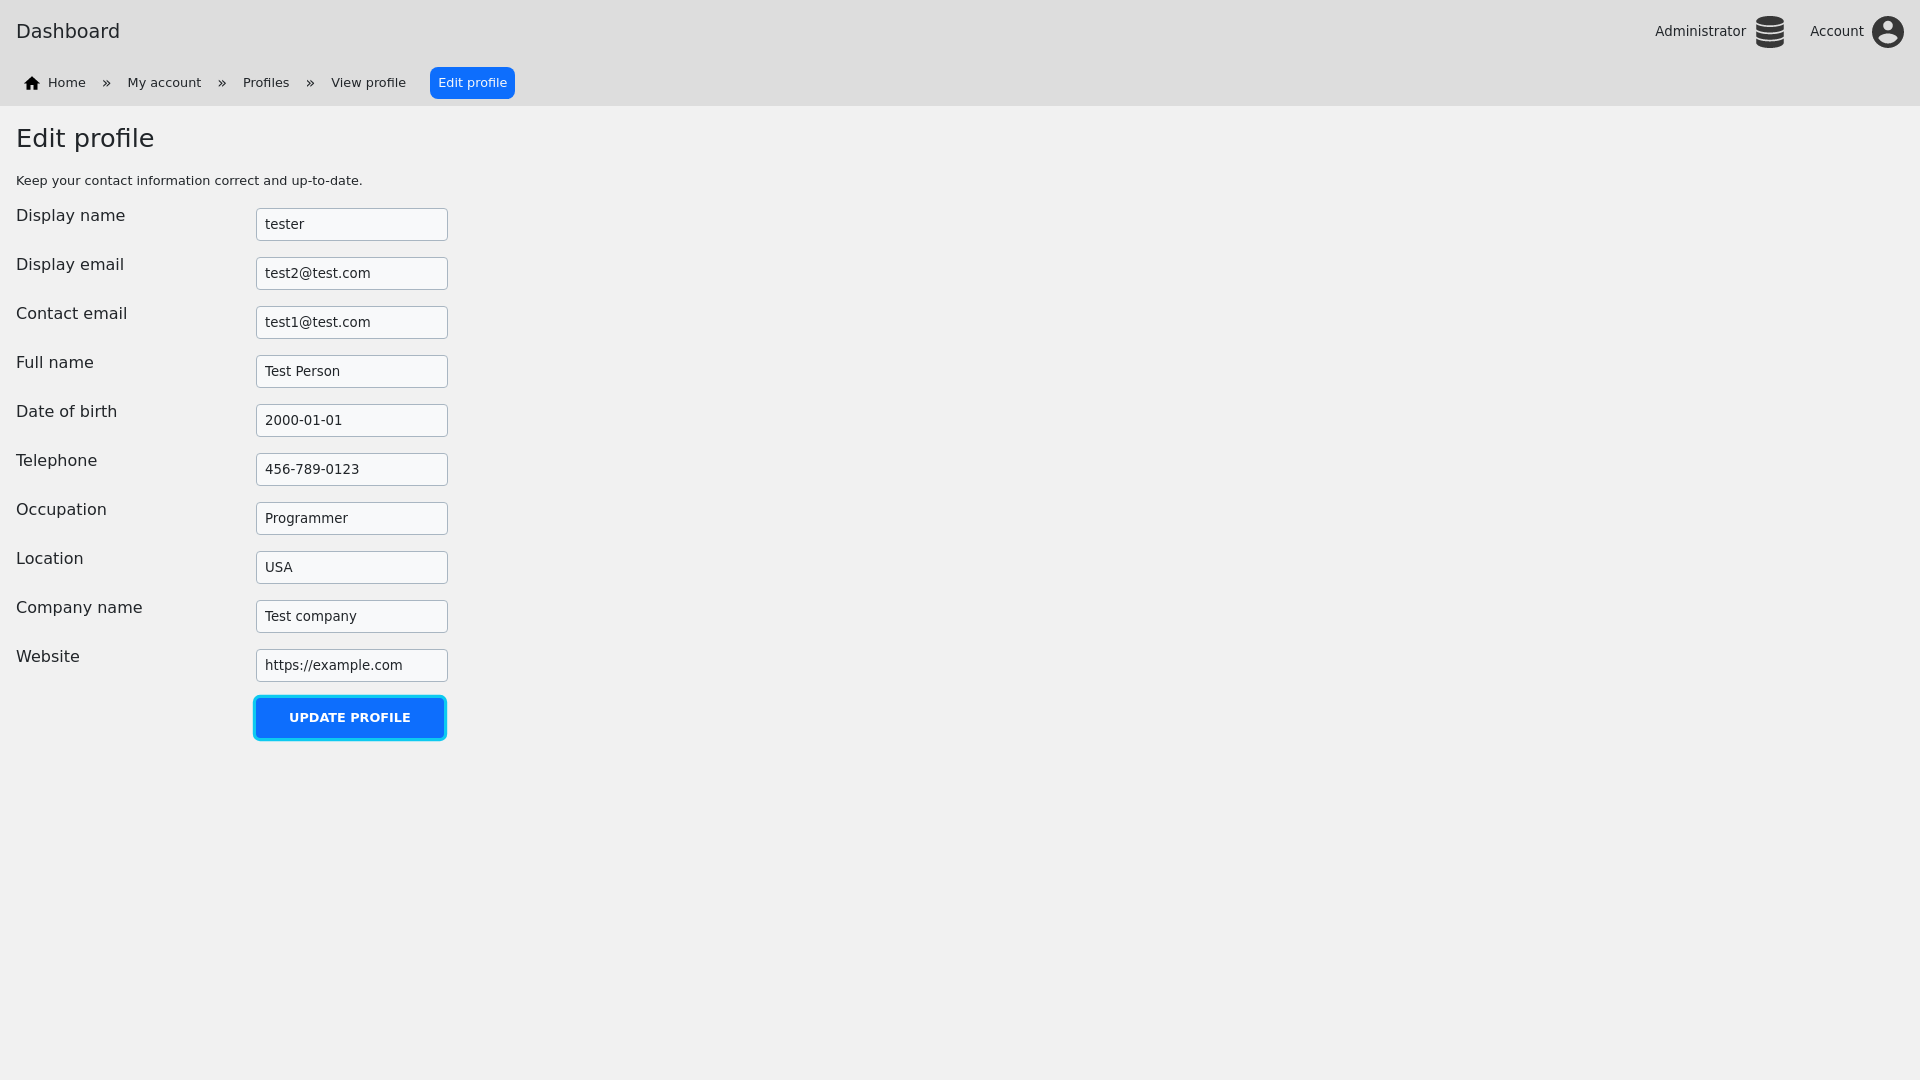 Dashboard
Administrator
Account
Home » My account » Profiles » View profile Edit profile
Edit profile
Keep your contact information correct and up-to-date.
Display name tester
Display email test2@test.com
Contact email test1@test.com
Full name Test Person
Date of birth 2000-01-01
Telephone 456-789-0123
Occupation Programmer
Location USA
Company name Test company
Website https://example.com
UPDATE PROFILE